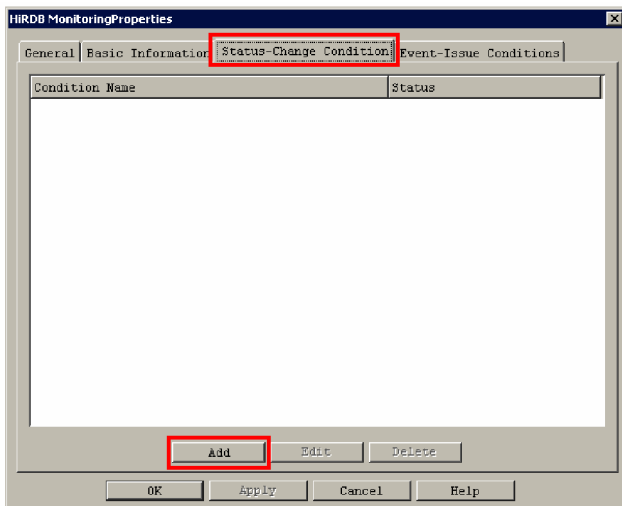 HiRDB MonitoringProperties
General Basic Information Status-Change Condition Event-Issue Conditions
Condition Name Status
Add Edit Delete
OK Apply Cancel Help